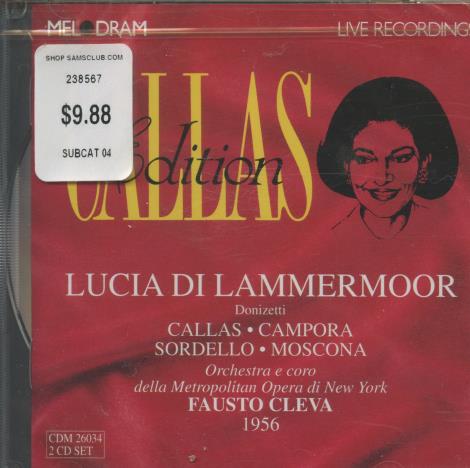 MELODRAM
LIVE RECORDINGS
SHOP SAMSCLUB.COM
238567
$9.88
SUBCAT 04
CALLAS
Edition
LUCIA DI LAMMERMOOR
Donizetti
CALLAS • CAMPORA
SORDELLO • MOSCONA
Orchestra e coro
della Metropolitan Opera di New York
FAUSTO CLEVA
1956
CDM 26034
2 CD SET